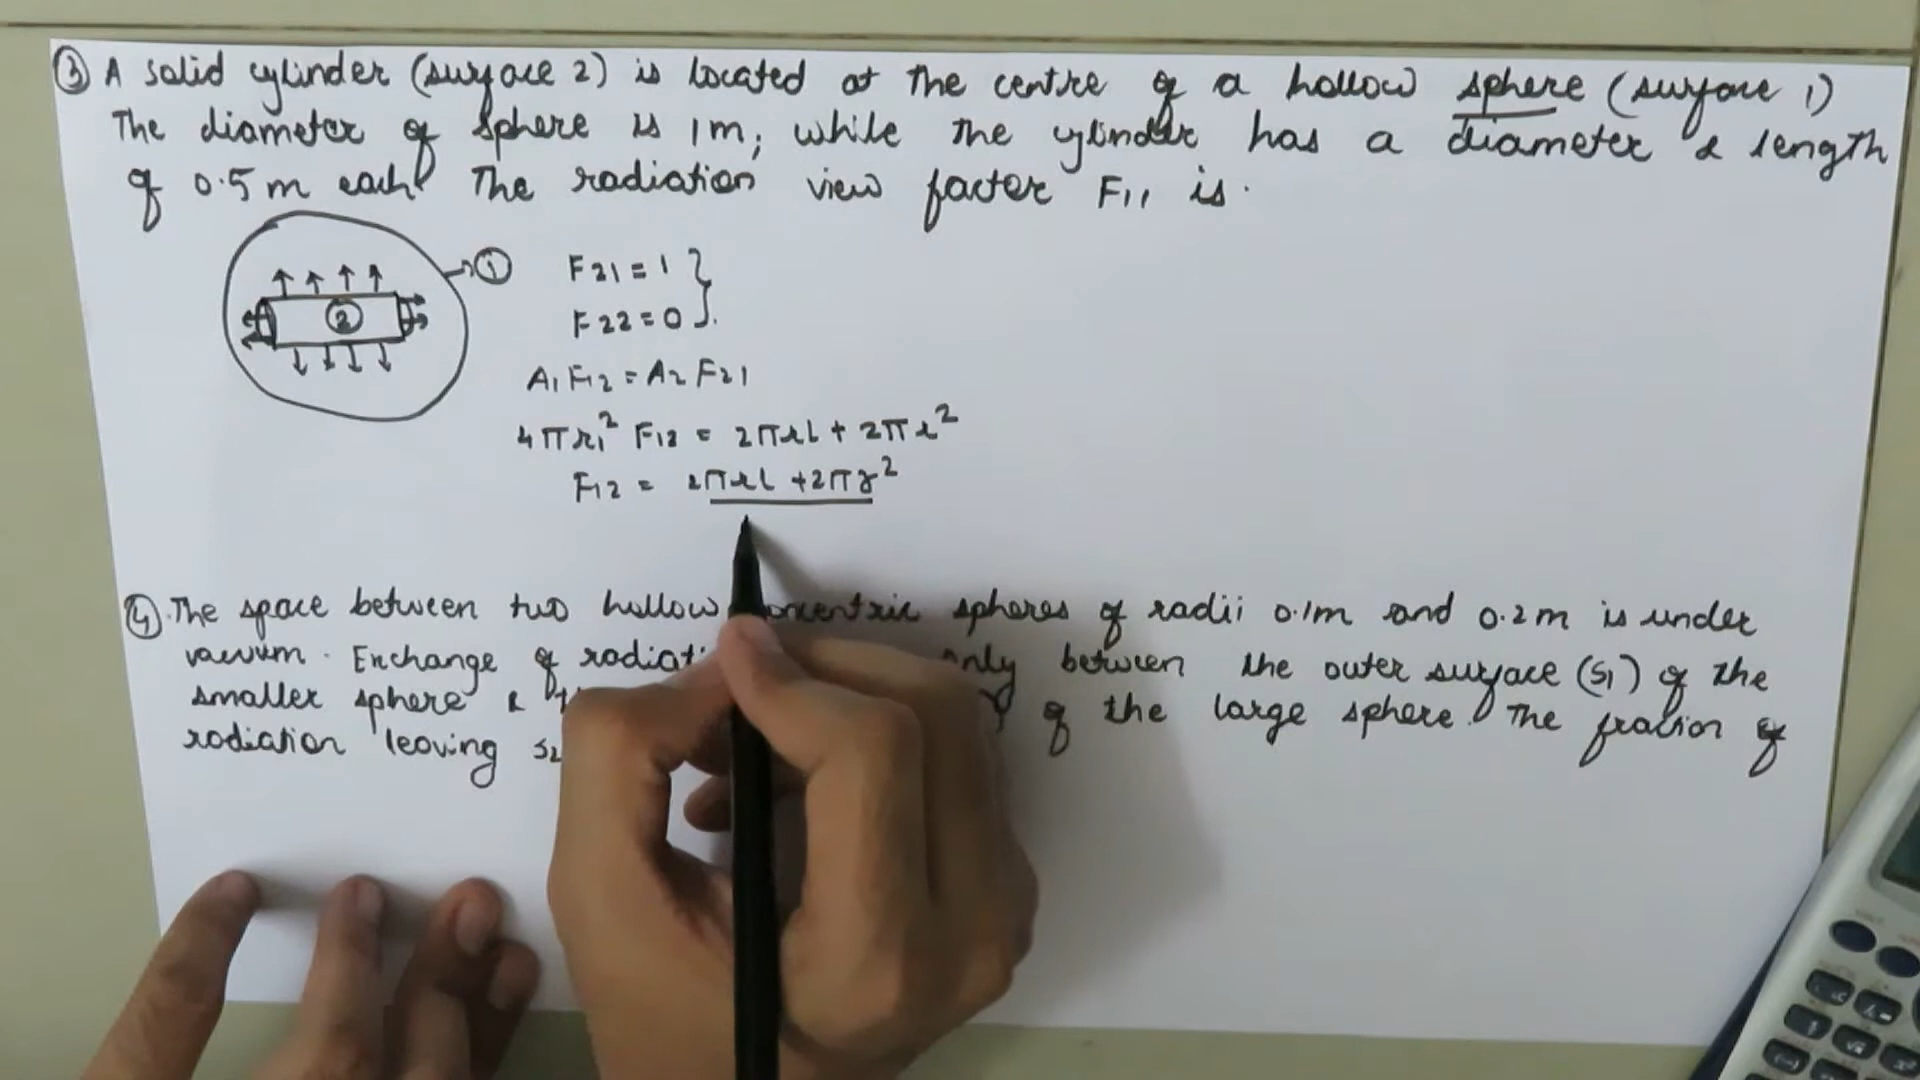 ③ A solid cylinder (surface 2) is located at the centre of a hollow sphere (surface 1)
The diameter of sphere is 1m, while the cylinder has a diameter & length
of 0.5m each. The radiation view factor F11 is.
①
②
F21 = 1
F22 = 0
A1 F12 = A2 F21
4πr1² F12 = 2πrl + 2πr²
F12 = 2πrl + 2πr²
④ The space between two hollow concentric spheres of radii 0.1m and 0.2m is under
vacuum. Exchange of only between the outer surface (S1) of the
smaller sphere & of the large sphere. The fraction of
radiation leaving S2